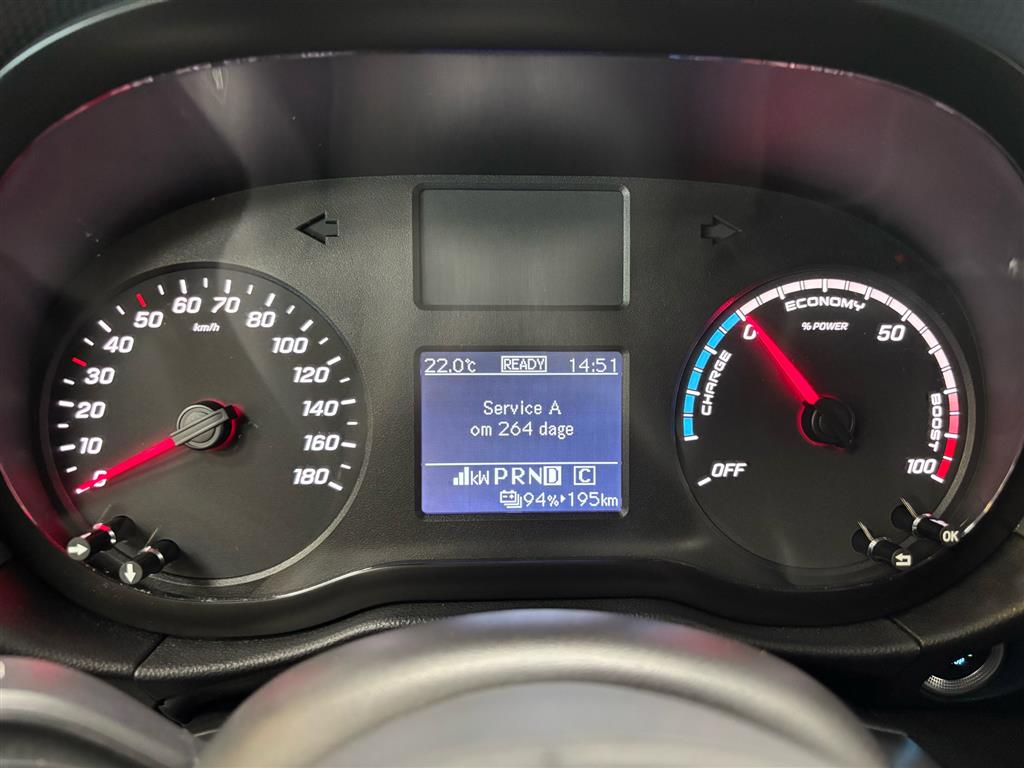 0 10 20 30 40 50 60 70 80 100 120 140 160 180
km/h
22.0°C READY 14:51
Service A
om 264 dage
kW P R N D C
94% 195km
OFF CHARGE 0 ECONOMY 50 BOOST 100
% POWER
OK